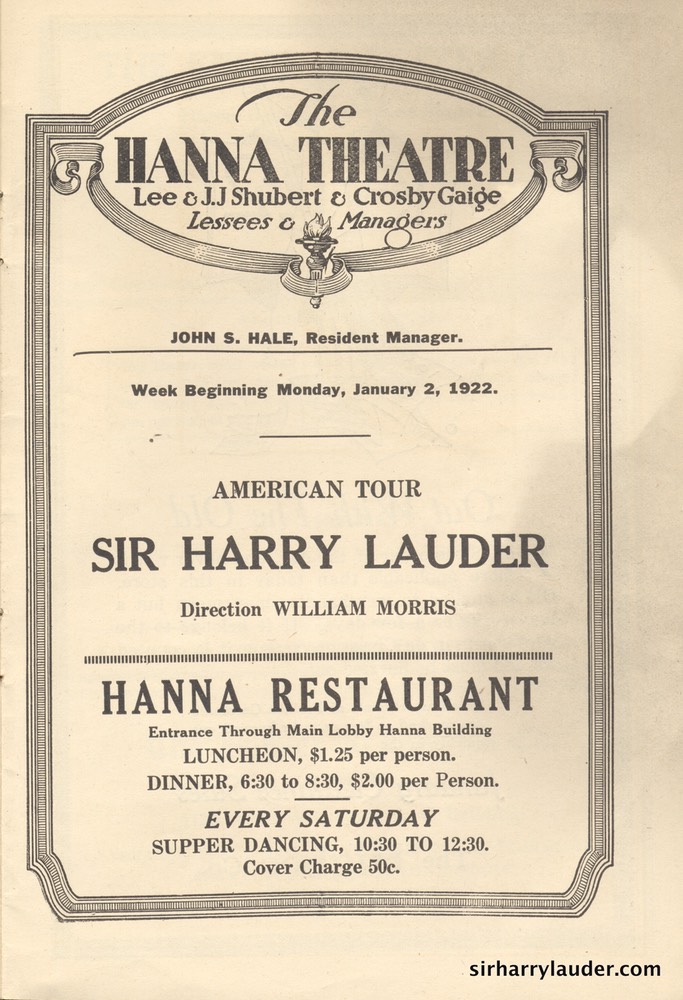 The
HANNA THEATRE
Lee & J.J Shubert & Crosby Gaige
Lessees & Managers
JOHN S. HALE, Resident Manager.
Week Beginning Monday, January 2, 1922.
AMERICAN TOUR
SIR HARRY LAUDER
Direction WILLIAM MORRIS
HANNA RESTAURANT
Entrance Through Main Lobby Hanna Building
LUNCHEON, $1.25 per person.
DINNER, 6:30 to 8:30, $2.00 per Person.
EVERY SATURDAY
SUPPER DANCING, 10:30 TO 12:30.
Cover Charge 50c.
sirharrylauder.com